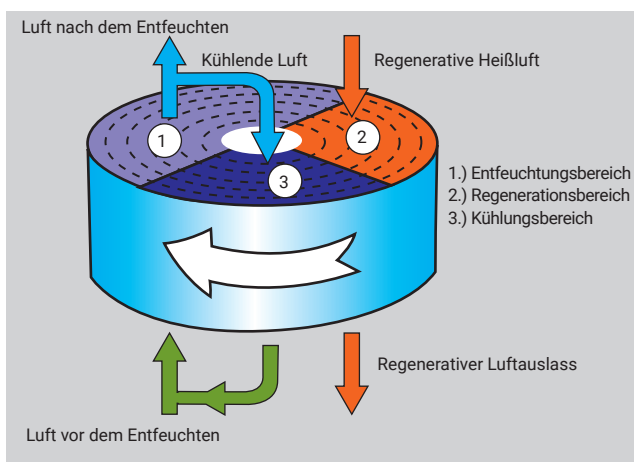 Luft nach dem Entfeuchten
Kühlende Luft
Regenerative Heißluft
1
2
3
1.) Entfeuchtungsbereich
2.) Regenerationsbereich
3.) Kühlungsbereich
Regenerativer Luftauslass
Luft vor dem Entfeuchten